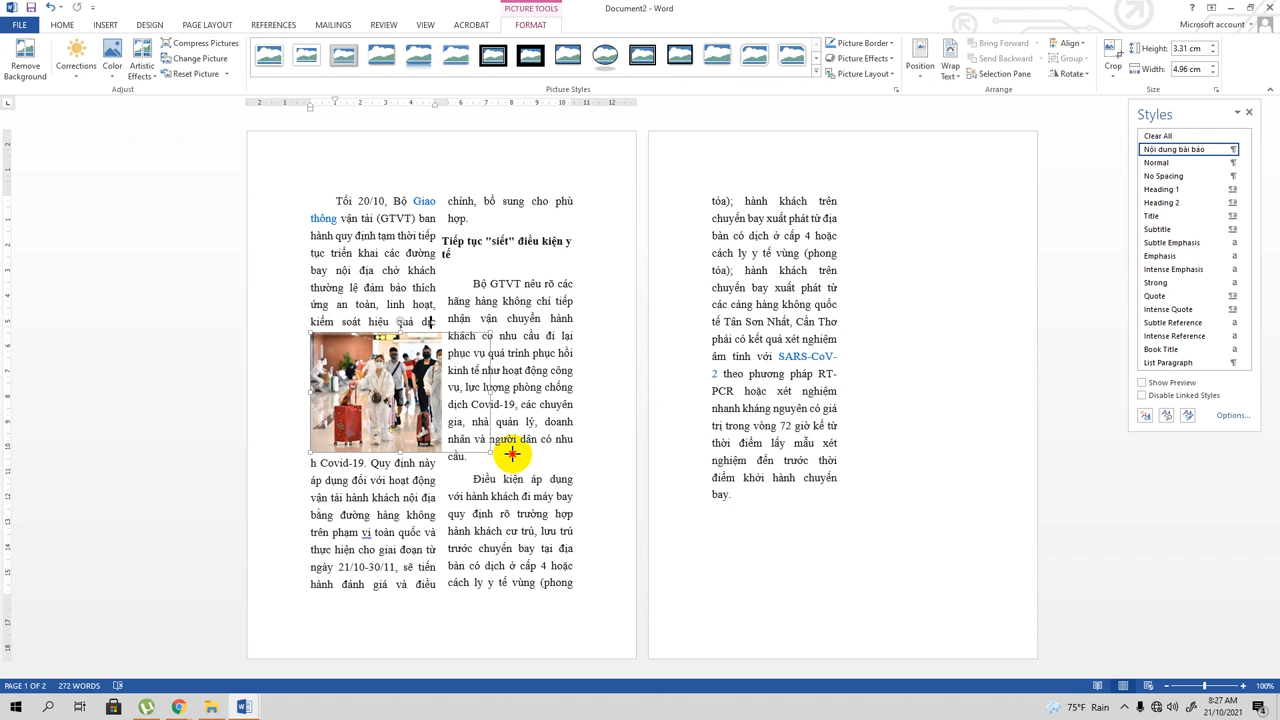 PICTURE TOOLS
Document2 - Word
FILE
HOME
INSERT
DESIGN
PAGE LAYOUT
REFERENCES
MAILINGS
REVIEW
VIEW
ACROBAT
FORMAT
Microsoft account
Remove Background
Corrections
Color
Artistic Effects
Compress Pictures
Change Picture
Reset Picture
Adjust
Picture Styles
Picture Border
Picture Effects
Picture Layout
Position
Wrap Text
Bring Forward
Send Backward
Selection Pane
Align
Group
Rotate
Arrange
Crop
Height: 3.31 cm
Width: 4.96 cm
Size
Tối 20/10, Bộ Giao
thông vận tải (GTVT) ban
hành quy định tạm thời tiếp
tục triển khai các đường
bay nội địa chở khách
thường lệ đảm bảo thích
ứng an toàn, linh hoạt,
kiểm soát hiệu quả dịc
h Covid-19. Quy định này
áp dụng đối với hoạt động
vận tải hành khách nội địa
bằng đường hàng không
trên phạm vi toàn quốc và
thực hiện cho giai đoạn từ
ngày 21/10-30/11, sẽ tiến
hành đánh giá và điều
chỉnh, bổ sung cho phù
hợp.
Tiếp tục "siết" điều kiện y
tế
Bộ GTVT nêu rõ các
hãng hàng không chỉ tiếp
nhận vận chuyển hành
khách có nhu cầu đi lại
phục vụ quá trình phục hồi
kinh tế như hoạt động công
vụ, lực lượng phòng chống
dịch Covid-19, các chuyên
gia, nhà quản lý, doanh
nhân và người dân có nhu
cầu.
Điều kiện áp dụng
với hành khách đi máy bay
quy định rõ trường hợp
hành khách cư trú, lưu trú
trước chuyến bay tại địa
bàn có dịch ở cấp 4 hoặc
cách ly y tế vùng (phong
tỏa); hành khách trên
chuyến bay xuất phát từ địa
bàn có dịch ở cấp 4 hoặc
cách ly y tế vùng (phong
tỏa); hành khách trên
chuyến bay xuất phát từ
các cảng hàng không quốc
tế Tân Sơn Nhất, Cần Thơ
phải có kết quả xét nghiệm
âm tính với SARS-CoV-
2 theo phương pháp RT-
PCR hoặc xét nghiệm
nhanh kháng nguyên có giá
trị trong vòng 72 giờ kể từ
thời điểm lấy mẫu xét
nghiệm đến trước thời
điểm khởi hành chuyến
bay.
Styles
Clear All
Nội dung bài báo
Normal
No Spacing
Heading 1
Heading 2
Title
Subtitle
Subtle Emphasis
Emphasis
Intense Emphasis
Strong
Quote
Intense Quote
Subtle Reference
Intense Reference
Book Title
List Paragraph
Show Preview
Disable Linked Styles
Options...
PAGE 1 OF 2
272 WORDS
100%
75°F Rain
8:27 AM
21/10/2021